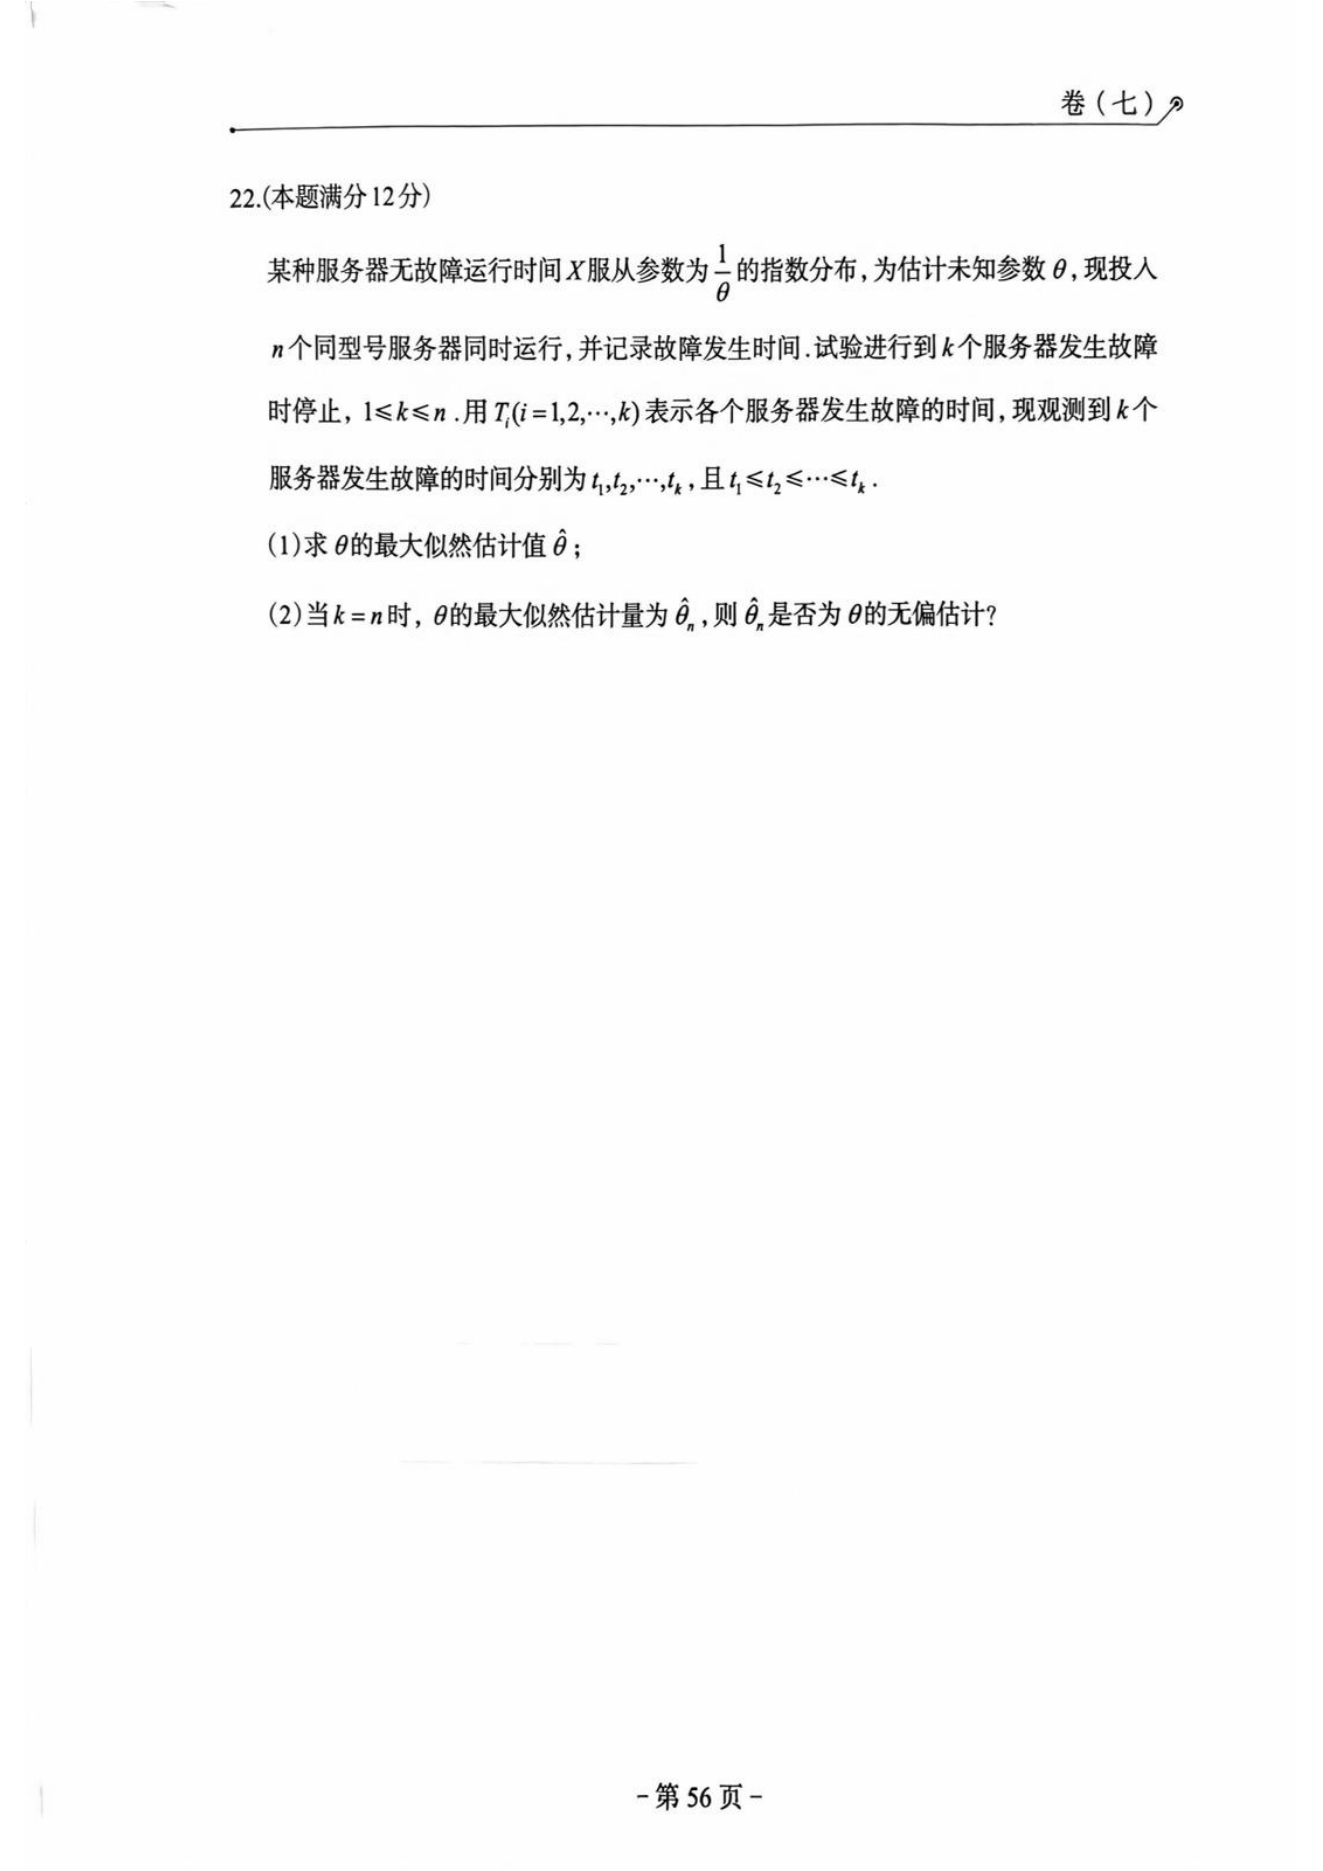 卷(七)
22.(本题满分12分)
某种服务器无故障运行时间X服从参数为1/θ的指数分布,为估计未知参数θ,现投入
n个同型号服务器同时运行,并记录故障发生时间.试验进行到k个服务器发生故障
时停止,1≤k≤n.用T_i(i=1,2,⋯,k)表示各个服务器发生故障的时间,现观测到k个
服务器发生故障的时间分别为t_1,t_2,⋯,t_k,且t_1≤t_2≤⋯≤t_k.
(1)求θ的最大似然估计值θ̂;
(2)当k=n时,θ的最大似然估计量为θ̂_n,则θ̂_n是否为θ的无偏估计?
-第56页-